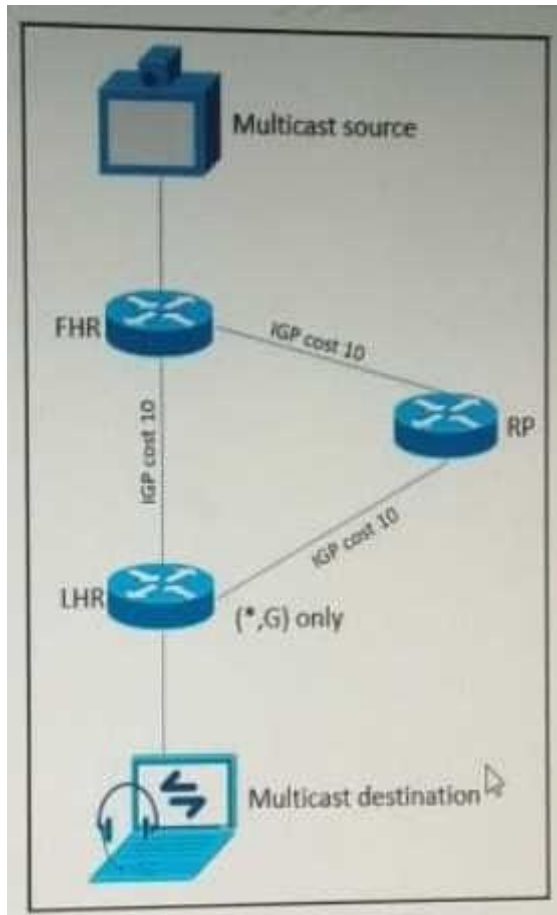 Multicast source
FHR
IGP cost 10
RP
IGP cost 10
IGP cost 10
LHR
(*,G) only
Multicast destination